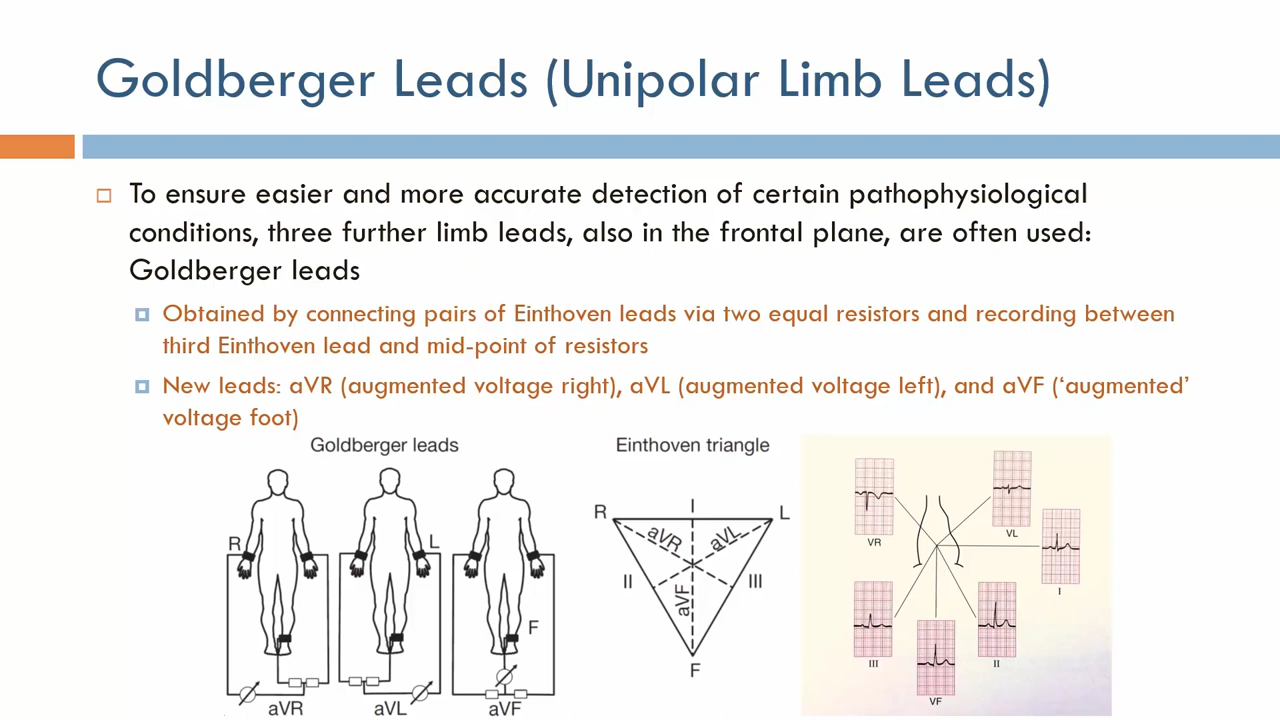 Goldberger Leads (Unipolar Limb Leads)
To ensure easier and more accurate detection of certain pathophysiological
conditions, three further limb leads, also in the frontal plane, are often used:
Goldberger leads
Obtained by connecting pairs of Einthoven leads via two equal resistors and recording between
third Einthoven lead and mid-point of resistors
New leads: aVR (augmented voltage right), aVL (augmented voltage left), and aVF (‘augmented’
voltage foot)
Goldberger leads
R
L
F
aVR
aVL
aVF
Einthoven triangle
R
L
aVR
aVL
II
III
aVF
F
VR
VL
I
III
II
VF